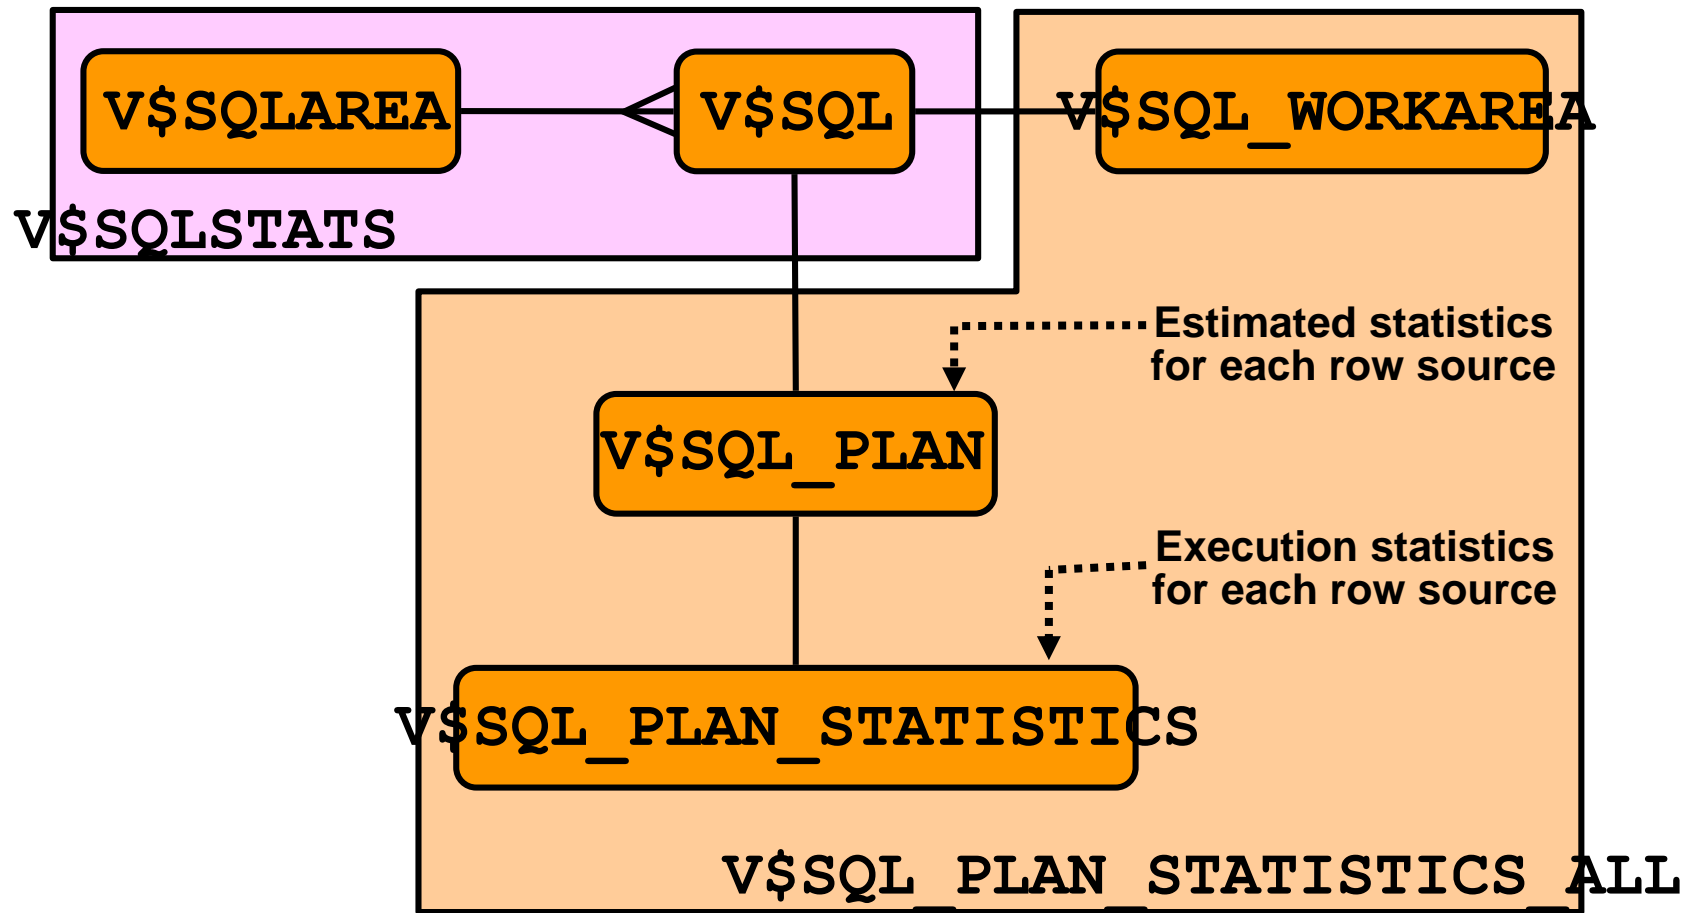 V$SQLAREA
V$SQL
V$SQL_WORKAREA
V$SQLSTATS
Estimated statistics
for each row source
V$SQL_PLAN
Execution statistics
for each row source
V$SQL_PLAN_STATISTICS
V$SQL_PLAN_STATISTICS_ALL